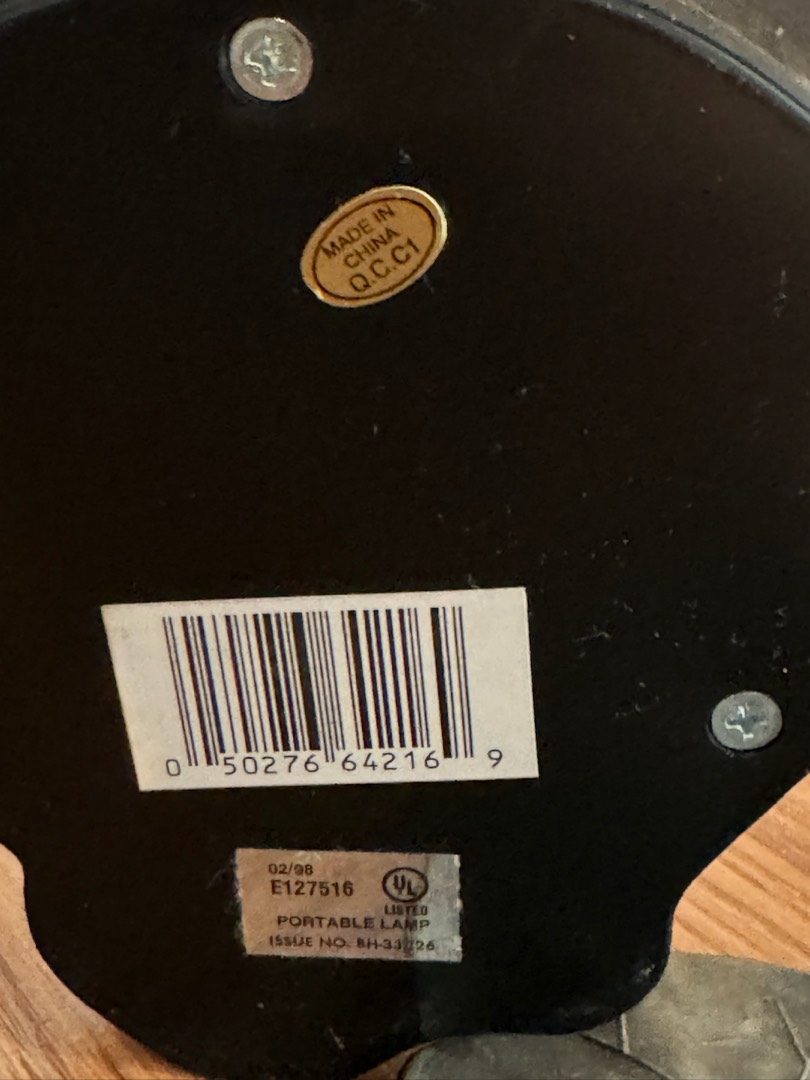 MADE IN
CHINA
Q.C.C1
0 50276 64216 9
02/98
E127516
UL
LISTED
PORTABLE LAMP
ISSUE NO.